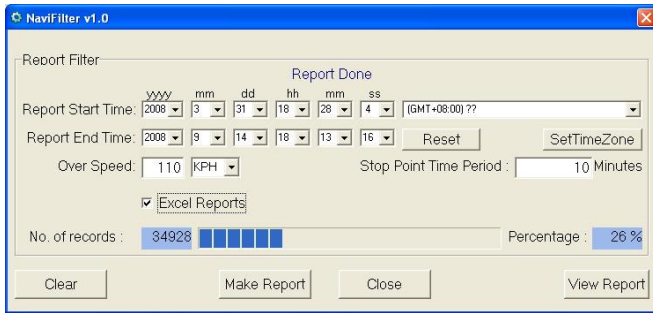 NaviFilter v1.0
Report Filter
Report Done
yyyy mm dd hh mm ss
Report Start Time: 2008 3 31 18 28 4 (GMT+08:00) ??
Report End Time: 2008 9 14 18 13 16 Reset SetTimeZone
Over Speed: 110 KPH Stop Point Time Period : 10 Minutes
Excel Reports
No. of records : 34928 Percentage : 26 %
Clear Make Report Close View Report